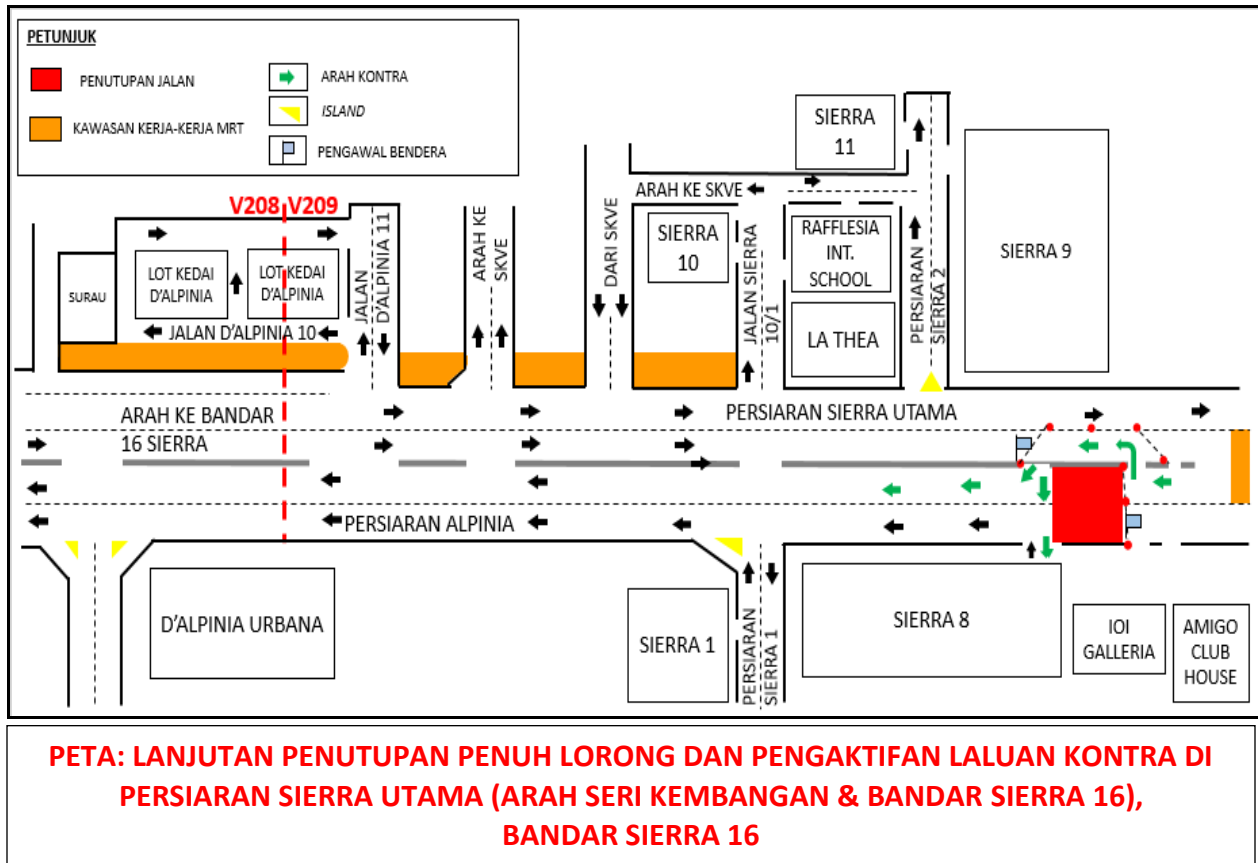 PETUNJUK
PENUTUPAN JALAN
KAWASAN KERJA-KERJA MRT
ARAH KONTRA
ISLAND
PENGAWAL BENDERA
V208 V209
SURAU
LOT KEDAI
D'ALPINIA
LOT KEDAI
D'ALPINIA
JALAN D'ALPINIA 10
JALAN
D'ALPINIA 11
ARAH KE
SKVE
DARI SKVE
ARAH KE SKVE
SIERRA
10
JALAN SIERRA
10/1
SIERRA
11
RAFFLESIA
INT.
SCHOOL
LA THEA
PERSIARAN
SIERRA 2
SIERRA 9
ARAH KE BANDAR
16 SIERRA
PERSIARAN SIERRA UTAMA
PERSIARAN ALPINIA
D'ALPINIA URBANA
SIERRA 1
PERSIARAN
SIERRA 1
SIERRA 8
IOI
GALLERIA
AMIGO
CLUB
HOUSE
PETA: LANJUTAN PENUTUPAN PENUH LORONG DAN PENGAKTIFAN LALUAN KONTRA DI
PERSIARAN SIERRA UTAMA (ARAH SERI KEMBANGAN & BANDAR SIERRA 16),
BANDAR SIERRA 16